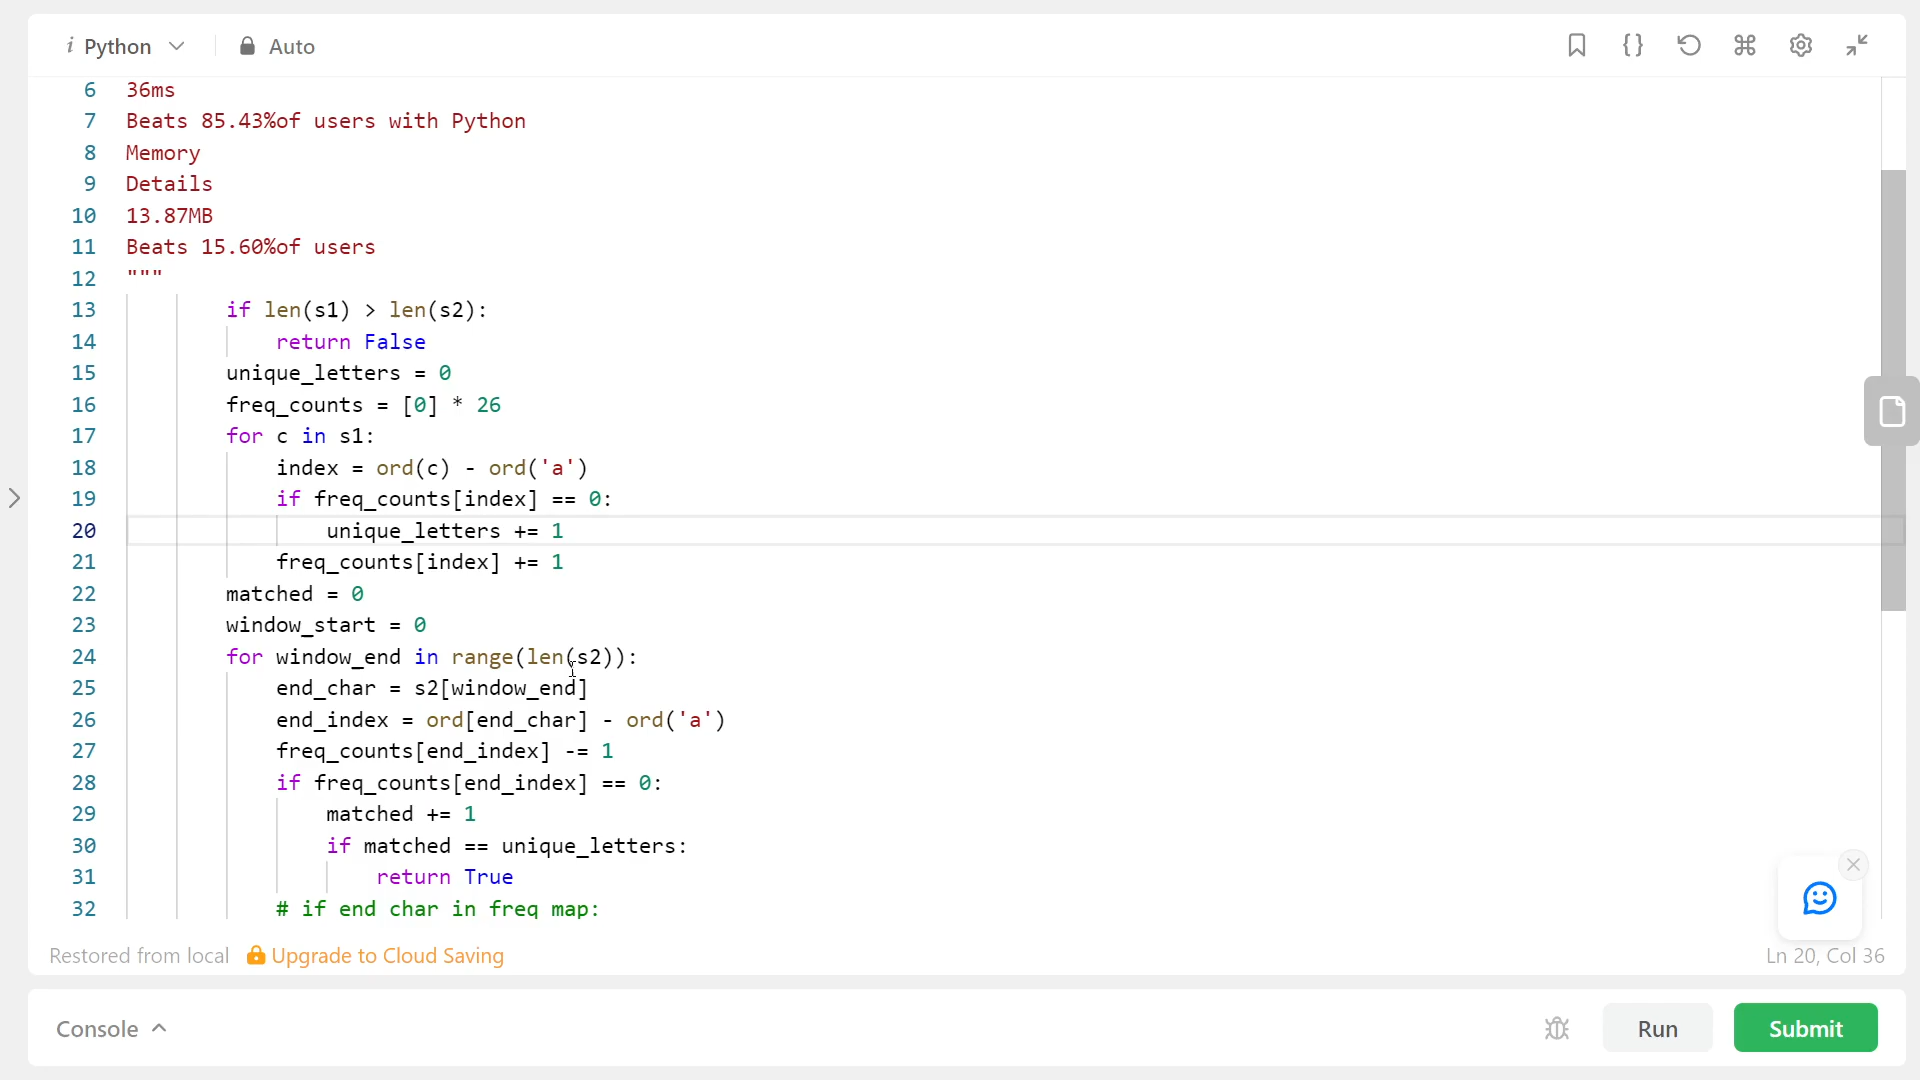 i Python Auto
6 36ms
7 Beats 85.43%of users with Python
8 Memory
9 Details
10 13.87MB
11 Beats 15.60%of users
12 """
13 if len(s1) > len(s2):
14 return False
15 unique_letters = 0
16 freq_counts = [0] * 26
17 for c in s1:
18 index = ord(c) - ord('a')
19 if freq_counts[index] == 0:
20 unique_letters += 1
21 freq_counts[index] += 1
22 matched = 0
23 window_start = 0
24 for window_end in range(len(s2)):
25 end_char = s2[window_end]
26 end_index = ord[end_char] - ord('a')
27 freq_counts[end_index] -= 1
28 if freq_counts[end_index] == 0:
29 matched += 1
30 if matched == unique_letters:
31 return True
32 # if end char in freq map:
Restored from local Upgrade to Cloud Saving Ln 20, Col 36
Console Run Submit